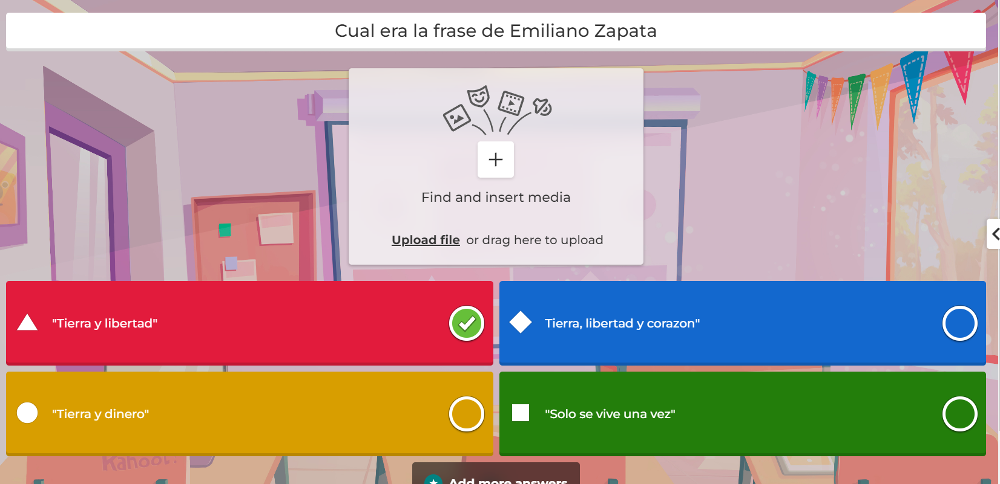 Cual era la frase de Emiliano Zapata
Find and insert media
Upload file or drag here to upload
"Tierra y libertad"
Tierra, libertad y corazon"
"Tierra y dinero"
"Solo se vive una vez"
Kahoot!
Add more answers